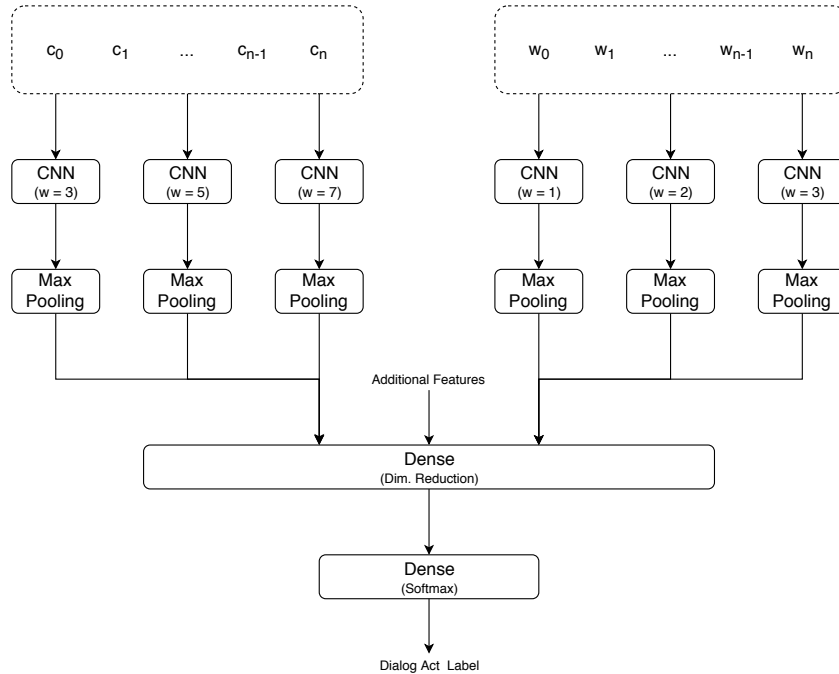 c0 c1 ... cn-1 cn w0 w1 ... wn-1 wn
CNN CNN CNN CNN CNN CNN
(w = 3) (w = 5) (w = 7) (w = 1) (w = 2) (w = 3)
Max Max Max Max Max Max
Pooling Pooling Pooling Pooling Pooling Pooling
Additional Features
Dense
(Dim. Reduction)
Dense
(Softmax)
Dialog Act Label